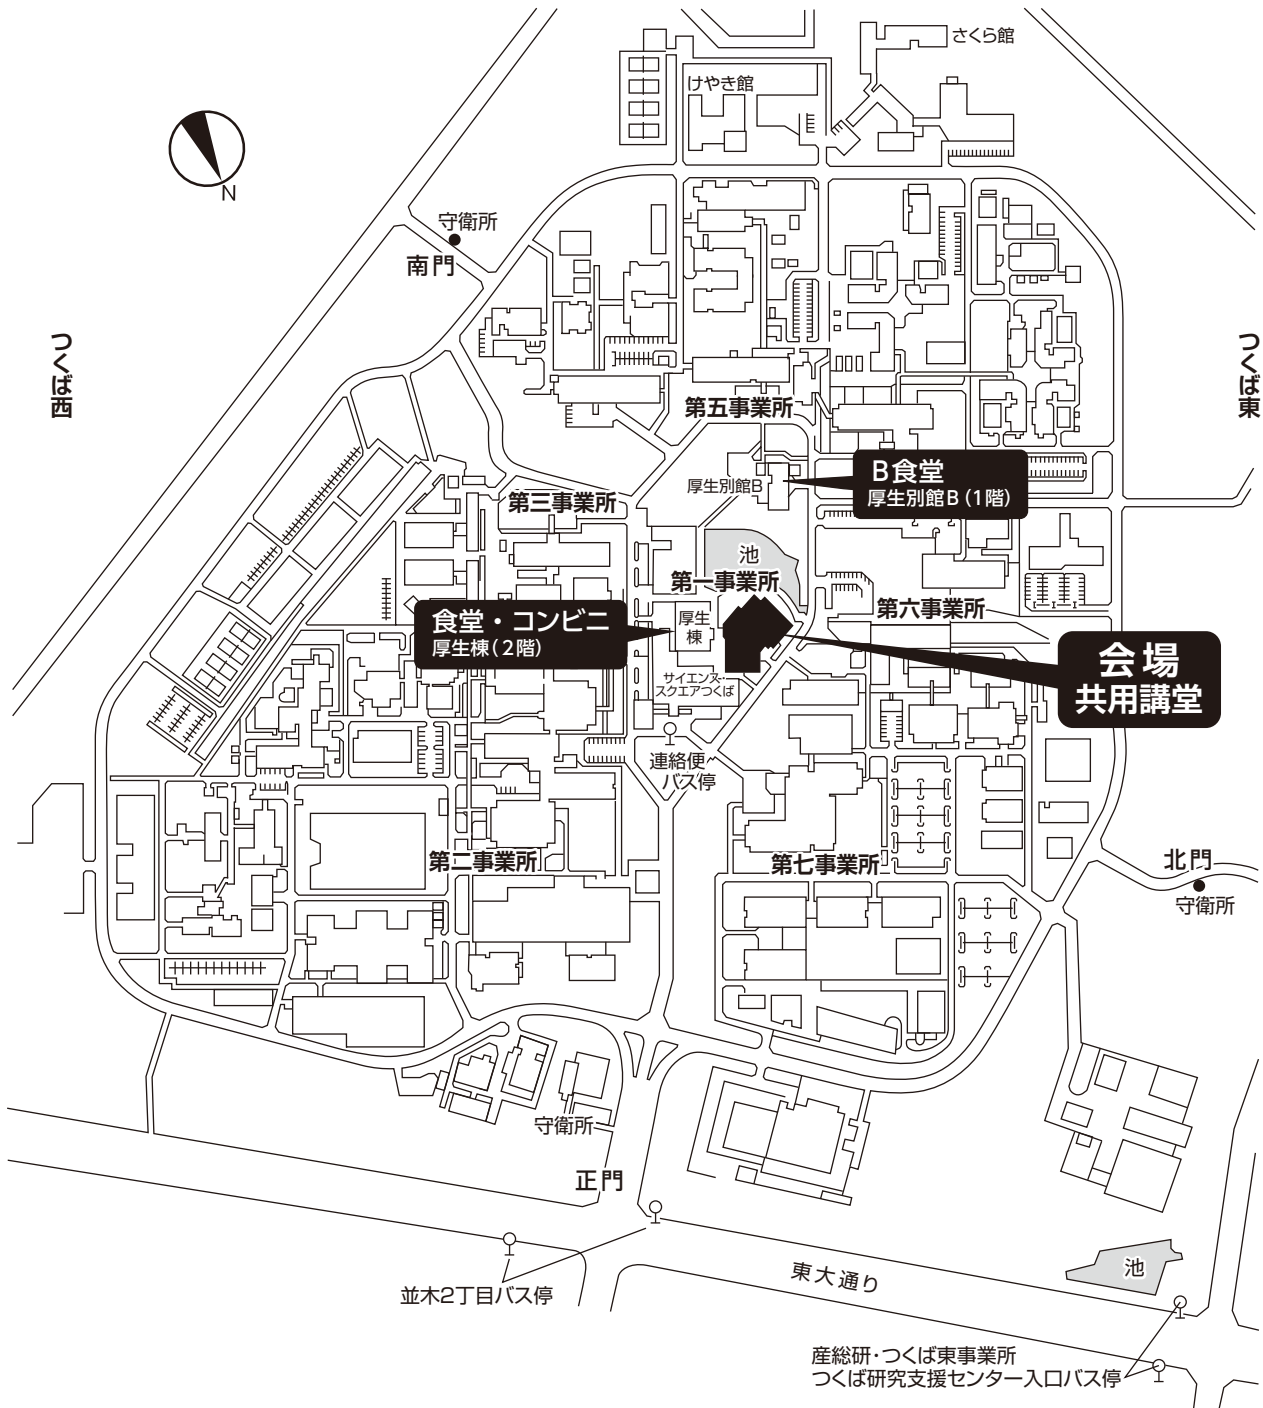 さくら館
けやき館
N
守衛所
南門
つくば西
つくば東
第五事業所
厚生別館B
B食堂
厚生別館B(1階)
第三事業所
池
第一事業所
食堂・コンビニ
厚生棟(2階)
厚生
棟
第六事業所
会場
共用講堂
サイエンス・
スクエアつくば
連絡便
バス停
第二事業所
第七事業所
北門
守衛所
守衛所
正門
並木2丁目バス停
東大通り
池
産総研・つくば東事業所
つくば研究支援センター入口バス停